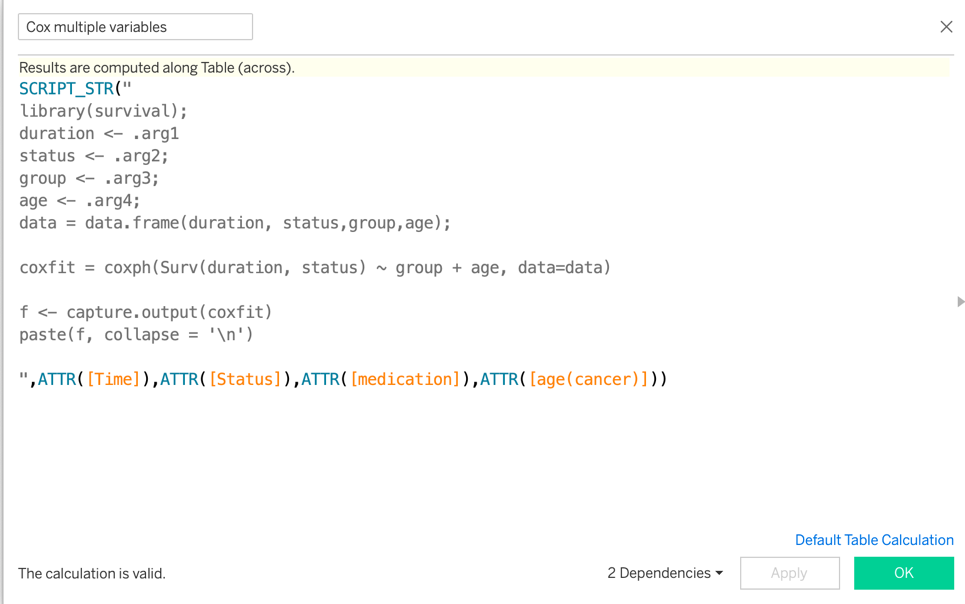 Cox multiple variables
Results are computed along Table (across).
SCRIPT_STR("
library(survival);
duration <- .arg1
status <- .arg2;
group <- .arg3;
age <- .arg4;
data = data.frame(duration, status,group,age);
coxfit = coxph(Surv(duration, status) ~ group + age, data=data)
f <- capture.output(coxfit)
paste(f, collapse = '\n')
",ATTR([Time]),ATTR([Status]),ATTR([medication]),ATTR([age(cancer)]))
Default Table Calculation
The calculation is valid.
2 Dependencies
Apply
OK